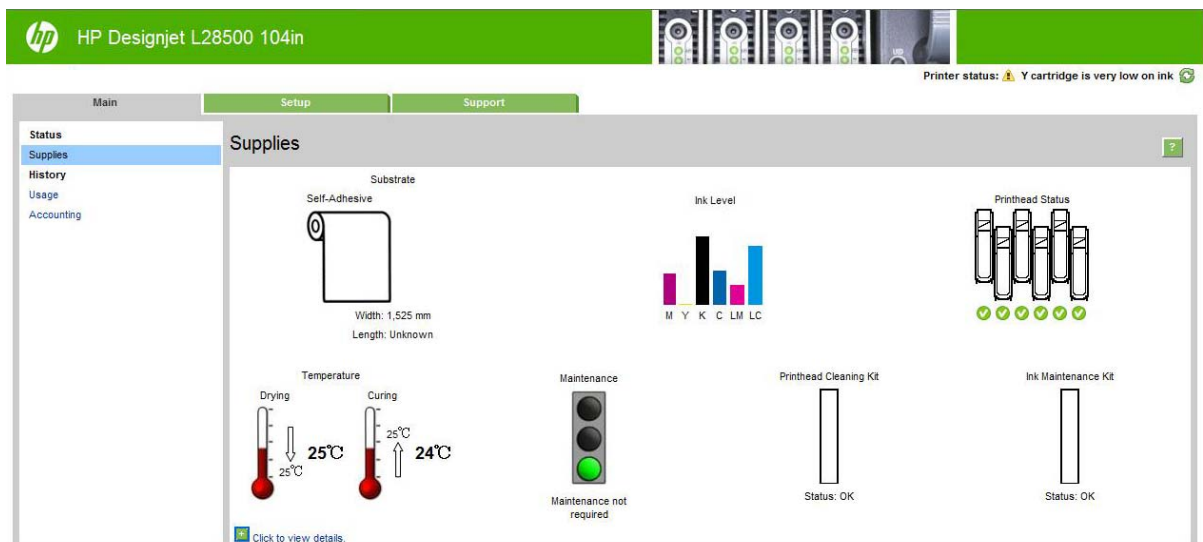 hp
HP Designjet L28500 104in
Printer status: Y cartridge is very low on ink
Main
Setup
Support
Status
Supplies
History
Usage
Accounting
Supplies
?
Substrate
Self-Adhesive
Width: 1,525 mm
Length: Unknown
Ink Level
M Y K C LM LC
Printhead Status
Temperature
Drying
25℃
25℃
Curing
25℃
24℃
Maintenance
Maintenance not
required
Printhead Cleaning Kit
Status: OK
Ink Maintenance Kit
Status: OK
Click to view details.